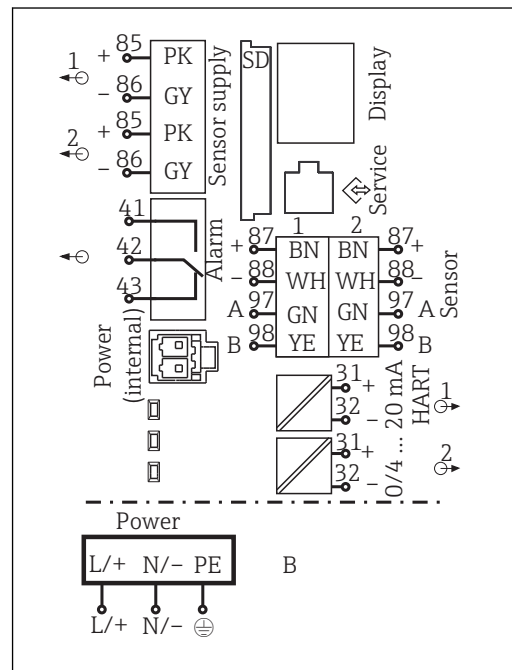 1 + 85 PK
- 86 GY
2 + 85 PK
- 86 GY
Sensor supply
SD
Display
Service
41
42
43
Alarm
1 2
+ 87 BN BN 87 +
- 88 WH WH 88 -
A 97 GN GN 97 A
B 98 YE YE 98 B
Sensor
Power
(internal)
31 +
32 -
1
31 +
32 -
2
0/4 ... 20 mA
HART
Power
L/+ N/- PE
B
L/+ N/-